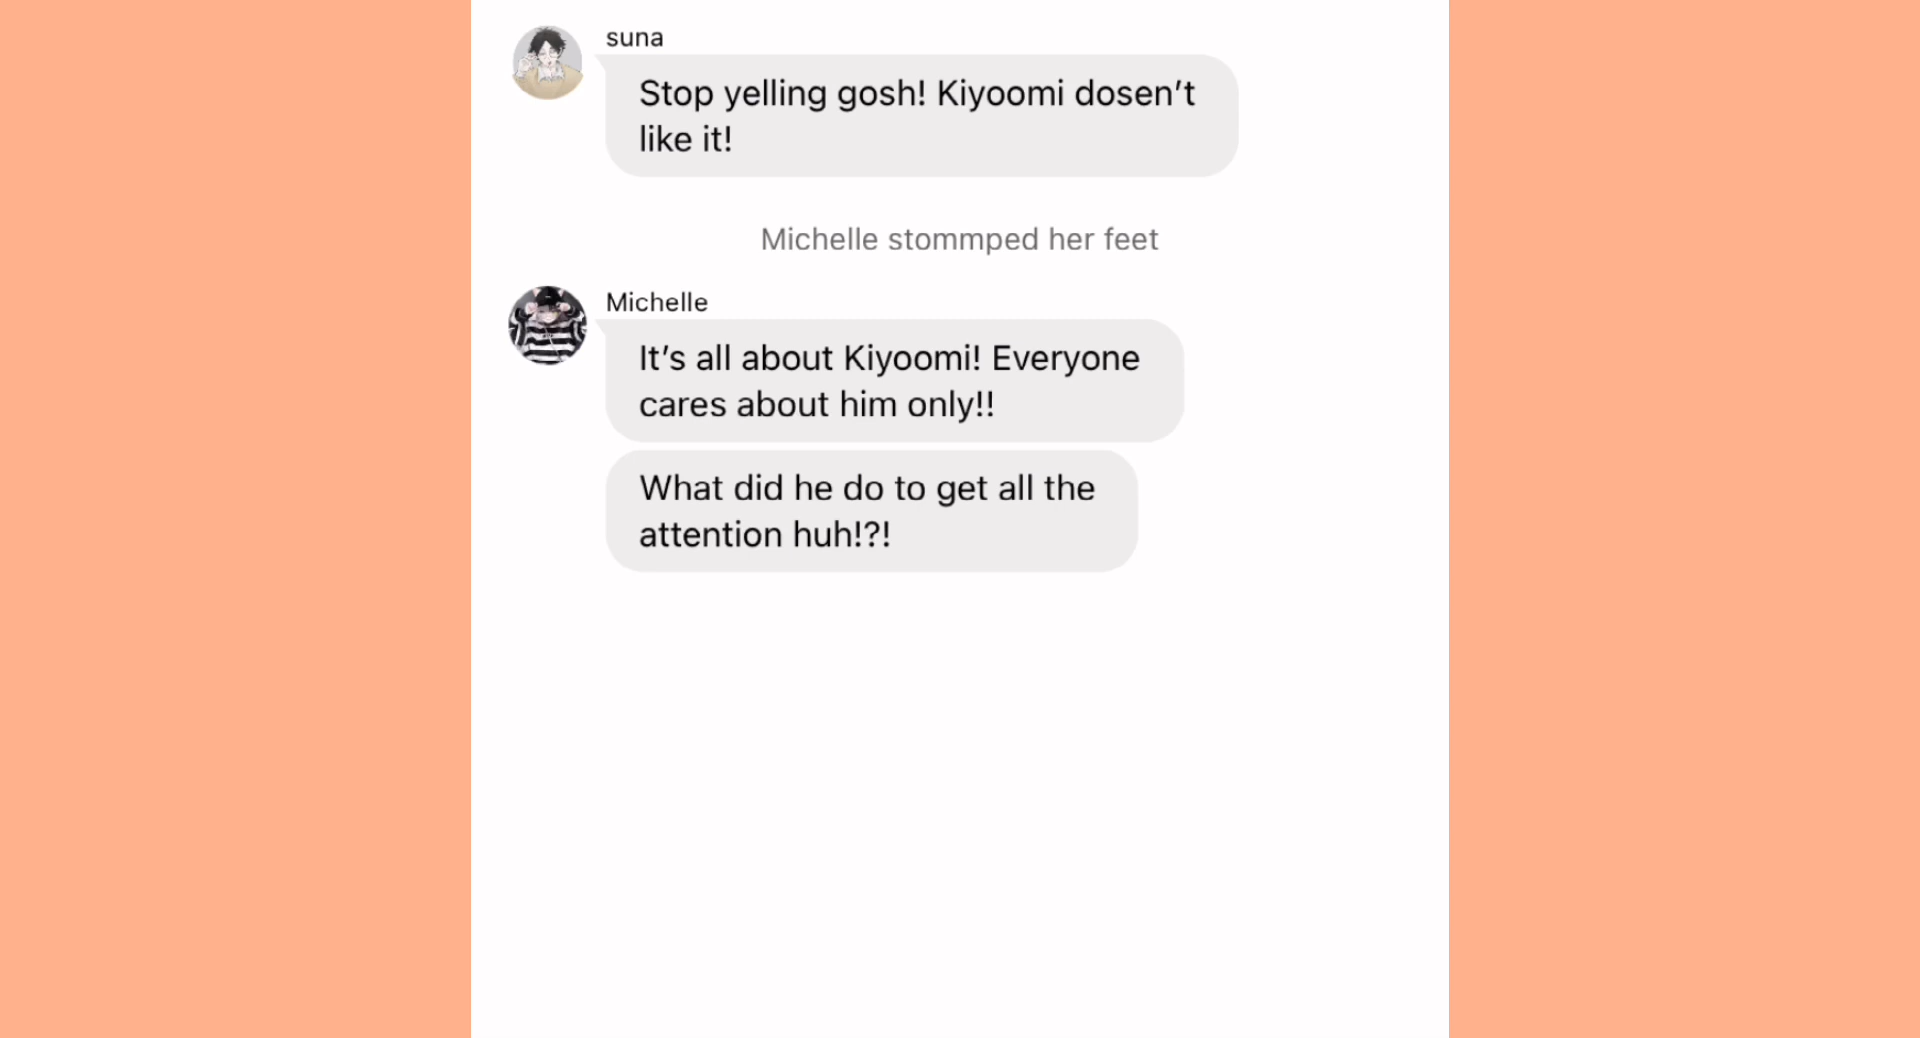 suna
Stop yelling gosh! Kiyoomi dosen’t
like it!
Michelle stommped her feet
Michelle
It’s all about Kiyoomi! Everyone
cares about him only!!
What did he do to get all the
attention huh!?!